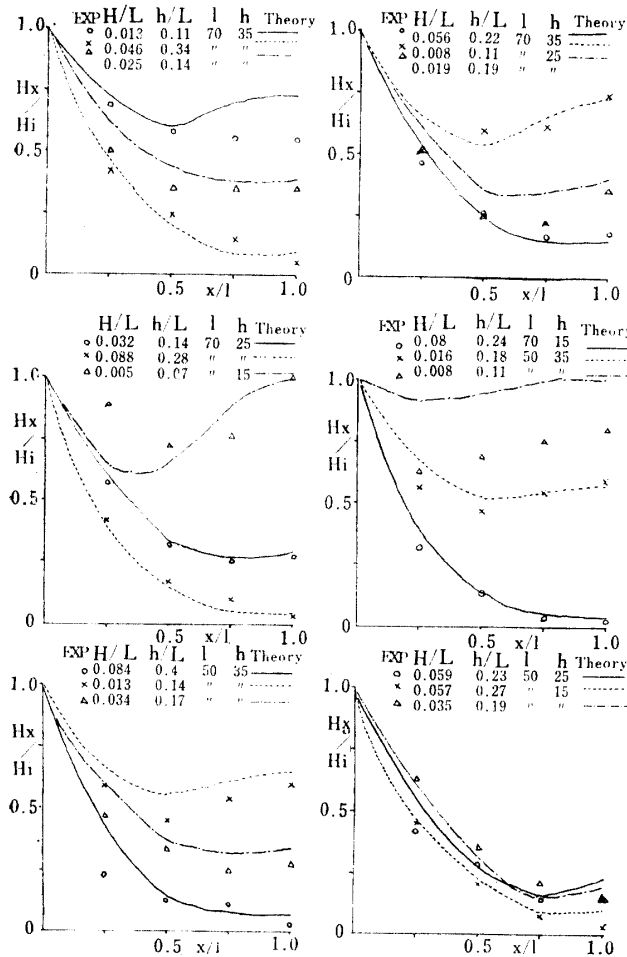 EXP H/L h/L l h Theory
○ 0.013 0.11 70 35
× 0.046 0.34 〃 〃
△ 0.025 0.14 〃 〃
1.0
Hx
Hi
0.5
0
0.5
x/l
1.0
EXP H/L h/L l h Theory
○ 0.056 0.22 70 35
× 0.008 0.11 〃 25
△ 0.019 0.19 〃 〃
1.0
Hx
Hi
0.5
0
0.5
x/l
1.0
H/L h/L l h Theory
○ 0.032 0.14 70 25
× 0.088 0.28 〃 〃
△ 0.005 0.07 〃 15
1.0
Hx
Hi
0.5
0
0.5
x/l
1.0
EXP H/L h/L l h Theory
○ 0.08 0.24 70 15
× 0.016 0.18 50 35
△ 0.008 0.11 〃 〃
1.0
Hx
Hi
0.5
0
0.5
x/l
1.0
EXP H/L h/L l h Theory
○ 0.084 0.4 50 35
× 0.013 0.14 〃 〃
△ 0.034 0.17 〃 〃
1.0
Hx
Hi
0.5
0
0.5
x/l
1.0
EXP H/L h/L l h Theory
○ 0.059 0.23 50 25
× 0.057 0.27 〃 15
△ 0.035 0.19 〃 〃
1.0
Hx
Hi
0.5
0
0.5
x/l
1.0